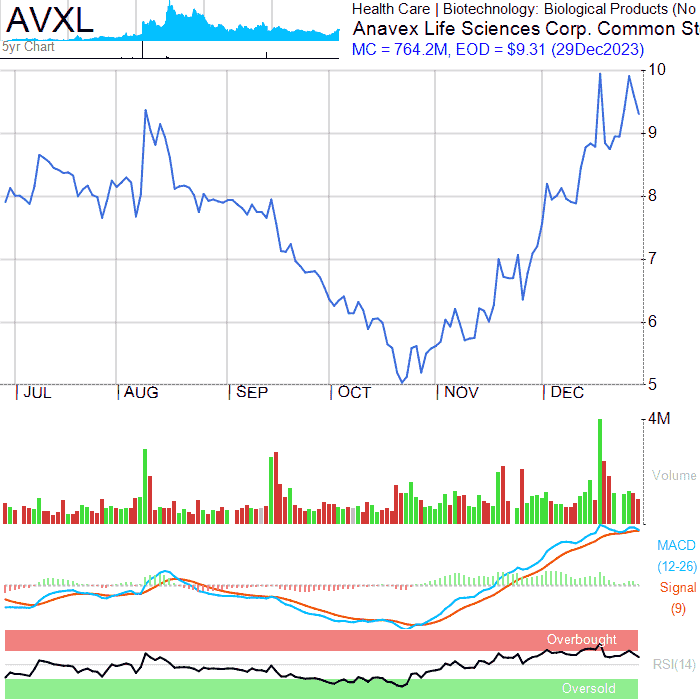 AVXL
5yr Chart
Health Care | Biotechnology: Biological Products (No
Anavex Life Sciences Corp. Common St
MC = 764.2M, EOD = $9.31 (29Dec2023)
10
9
8
7
6
5
JUL AUG SEP OCT NOV DEC
4M
Volume
MACD
(12-26)
Signal
(9)
Overbought
RSI(14)
Oversold